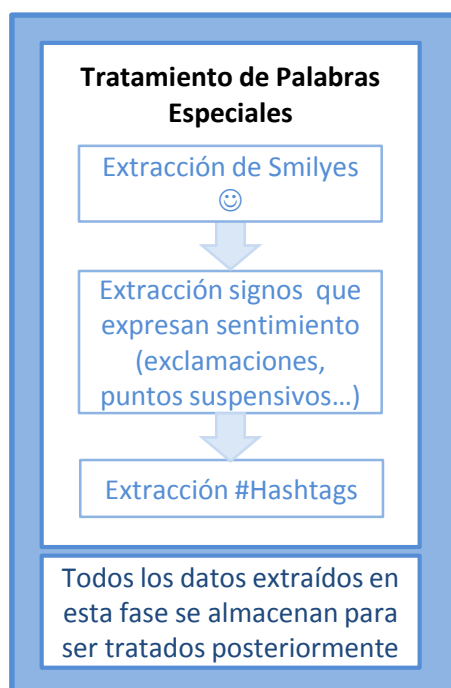 Tratamiento de Palabras
Especiales
Extracción de Smilyes
☺
Extracción signos que
expresan sentimiento
(exclamaciones,
puntos suspensivos...)
Extracción #Hashtags
Todos los datos extraídos en
esta fase se almacenan para
ser tratados posteriormente